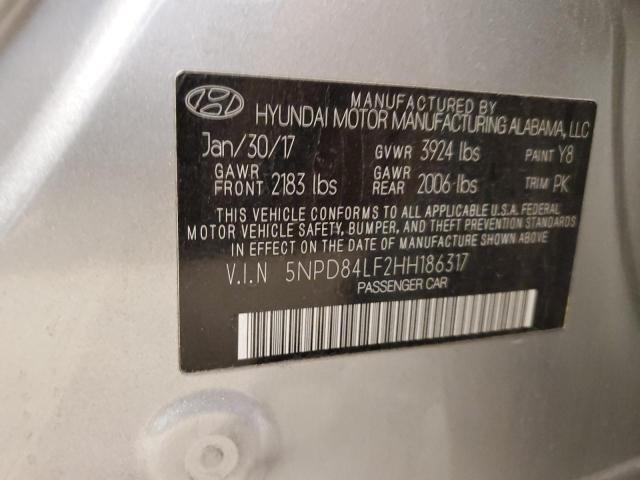 MANUFACTURED BY
HYUNDAI MOTOR MANUFACTURING ALABAMA, LLC
Jan/30/17 GVWR 3924 lbs PAINT Y8
GAWR FRONT 2183 lbs GAWR REAR 2006 lbs TRIM PK
THIS VEHICLE CONFORMS TO ALL APPLICABLE U.S.A. FEDERAL
MOTOR VEHICLE SAFETY, BUMPER, AND THEFT PREVENTION STANDARDS
IN EFFECT ON THE DATE OF MANUFACTURE SHOWN ABOVE.
V.I.N 5NPD84LF2HH186317
PASSENGER CAR